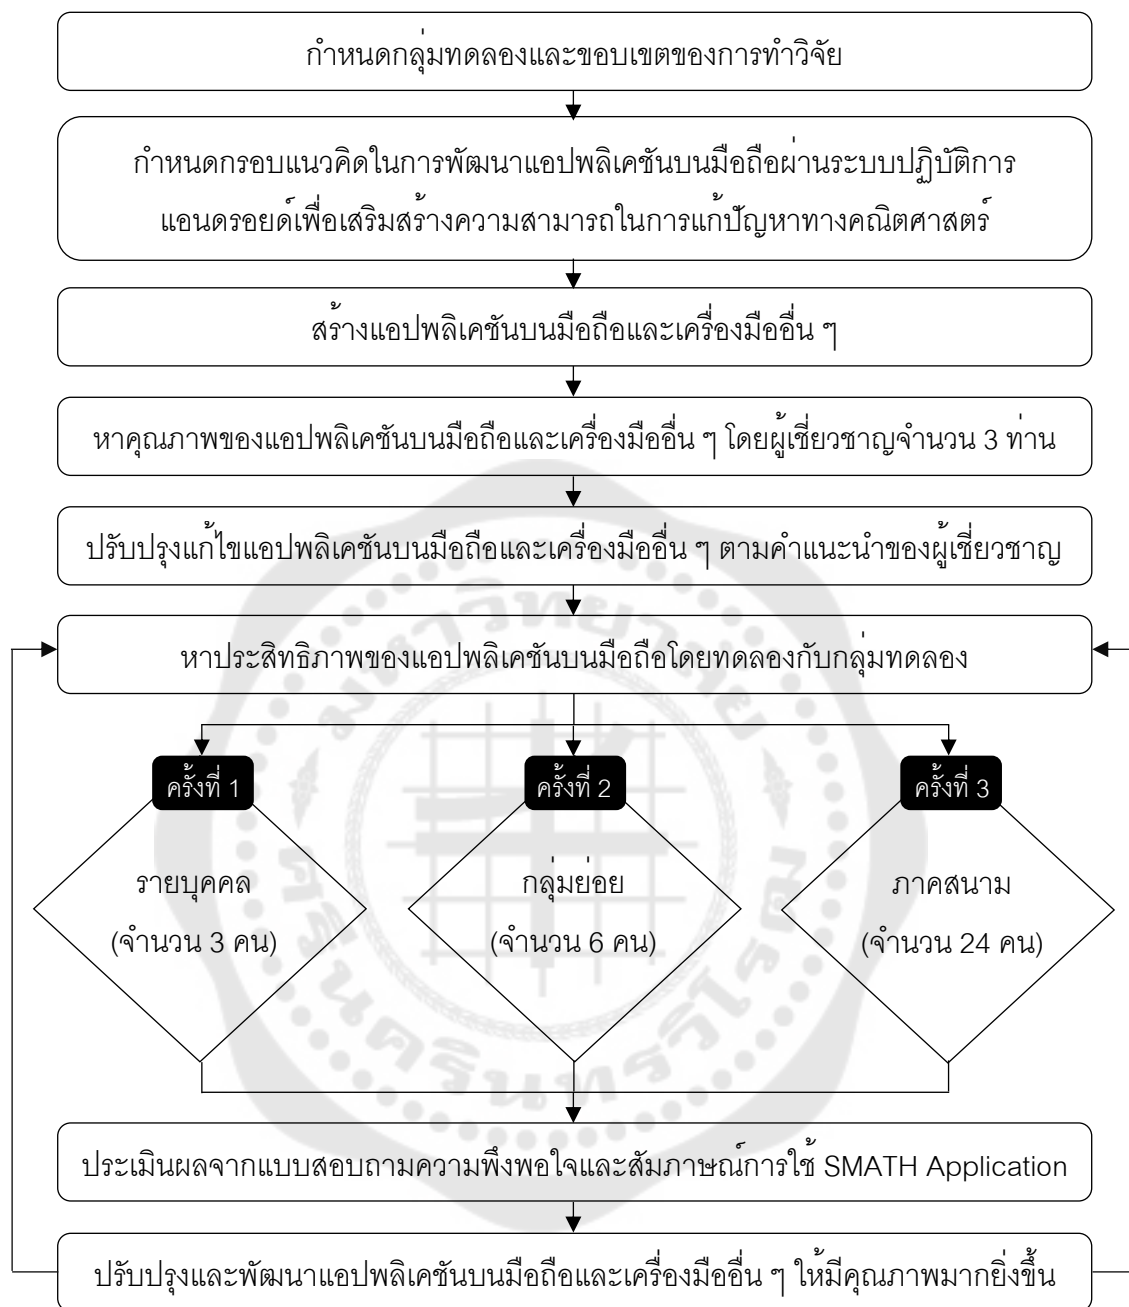 กำหนดกลุ่มทดลองและขอบเขตของการทำวิจัย
กำหนดกรอบแนวคิดในการพัฒนาแอปพลิเคชันบนมือถือผ่านระบบปฏิบัติการ
แอนดรอยด์เพื่อเสริมสร้างความสามารถในการแก้ปัญหาทางคณิตศาสตร์
สร้างแอปพลิเคชันบนมือถือและเครื่องมืออื่น ๆ
หาคุณภาพของแอปพลิเคชันบนมือถือและเครื่องมืออื่น ๆ โดยผู้เชี่ยวชาญจำนวน 3 ท่าน
ปรับปรุงแก้ไขแอปพลิเคชันบนมือถือและเครื่องมืออื่น ๆ ตามคำแนะนำของผู้เชี่ยวชาญ
หาประสิทธิภาพของแอปพลิเคชันบนมือถือโดยทดลองกับกลุ่มทดลอง
ครั้งที่ 1
ครั้งที่ 2
ครั้งที่ 3
รายบุคคล
(จำนวน 3 คน)
กลุ่มย่อย
(จำนวน 6 คน)
ภาคสนาม
(จำนวน 24 คน)
ประเมินผลจากแบบสอบถามความพึงพอใจและสัมภาษณ์การใช้ SMATH Application
ปรับปรุงและพัฒนาแอปพลิเคชันบนมือถือและเครื่องมืออื่น ๆ ให้มีคุณภาพมากยิ่งขึ้น
มหาวิทยาลัย
ศรีนครินทรวิโรฒ